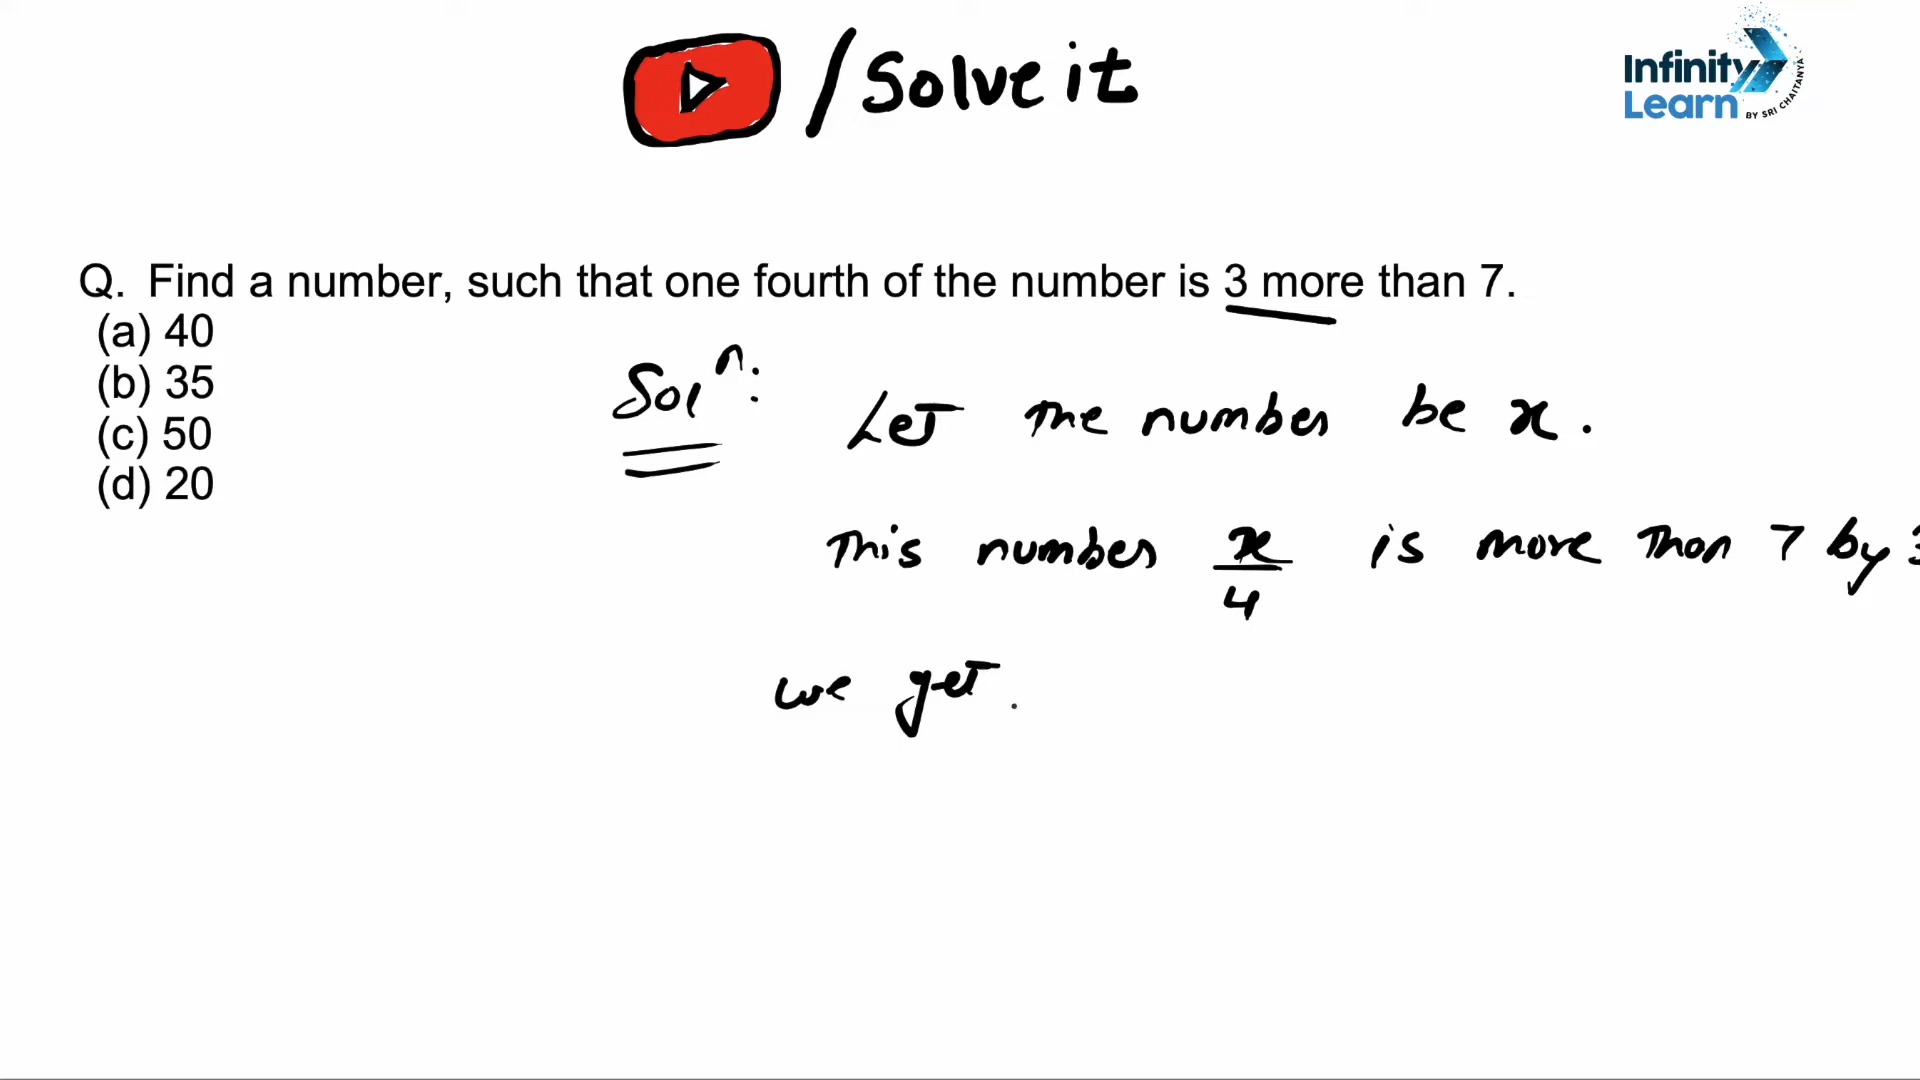 /Solve it
Infinity
Learn
BY SRI CHAITANYA
Q. Find a number, such that one fourth of the number is 3 more than 7.
(a) 40
(b) 35
(c) 50
(d) 20
Solⁿ:
Let the number be x.
This number x/4 is more than 7 by 3
we get.